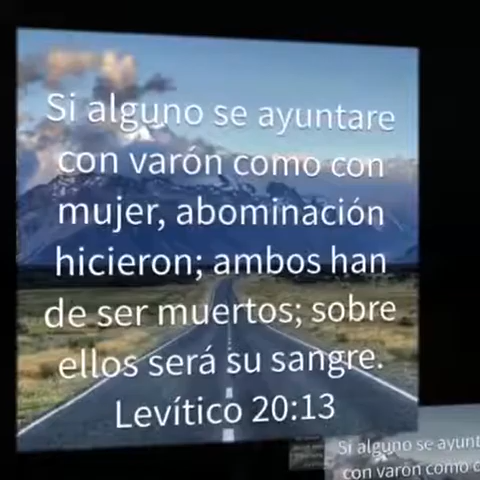 Si alguno se ayuntare
con varón como con
mujer, abominación
hicieron; ambos han
de ser muertos; sobre
ellos será su sangre.
Levítico 20:13
Si alguno se ayunt
con varón como c